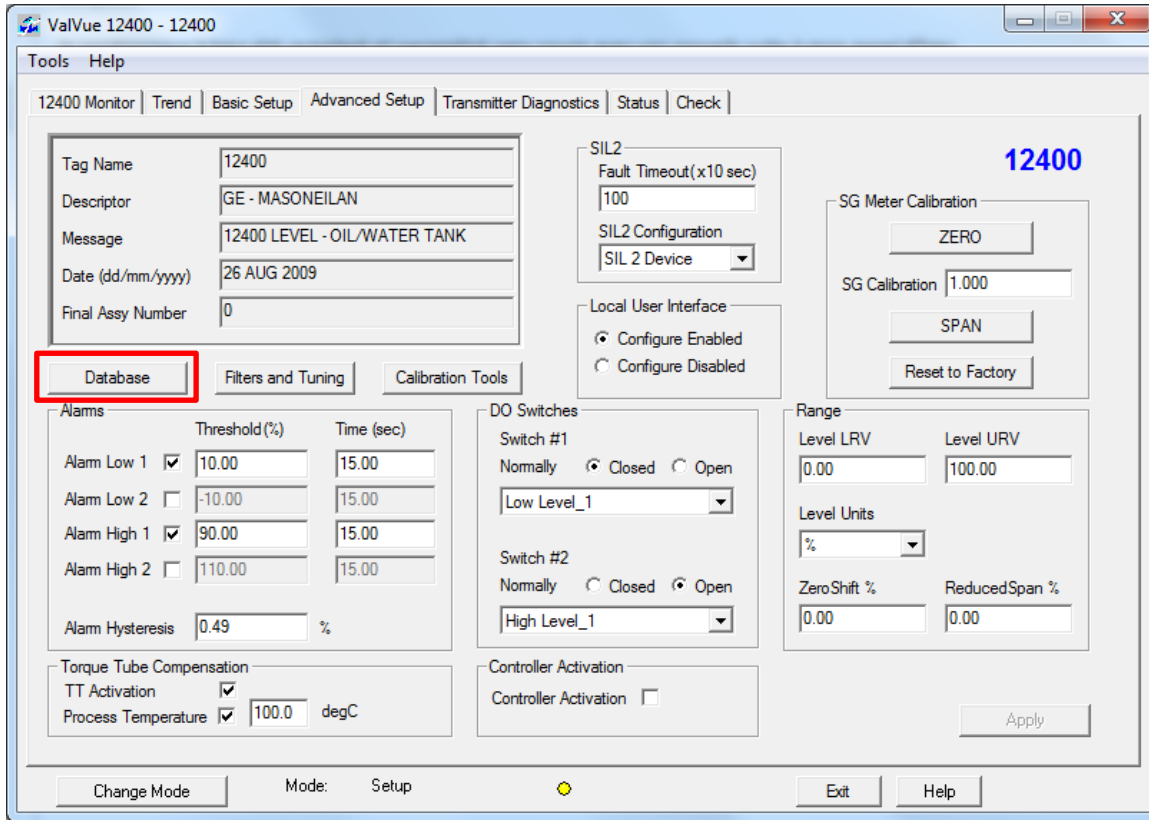 ValVue 12400 - 12400
Tools Help
12400 Monitor Trend Basic Setup Advanced Setup Transmitter Diagnostics Status Check
Tag Name 12400
Descriptor GE - MASONEILAN
Message 12400 LEVEL - OIL/WATER TANK
Date (dd/mm/yyyy) 26 AUG 2009
Final Assy Number 0
Database Filters and Tuning Calibration Tools
SIL2
Fault Timeout(x10 sec)
100
SIL2 Configuration
SIL 2 Device
Local User Interface
Configure Enabled
Configure Disabled
12400
SG Meter Calibration
ZERO
SG Calibration 1.000
SPAN
Reset to Factory
Alarms
Threshold (%) Time (sec)
Alarm Low 1 10.00 15.00
Alarm Low 2 -10.00 15.00
Alarm High 1 90.00 15.00
Alarm High 2 110.00 15.00
Alarm Hysteresis 0.49 %
DO Switches
Switch #1
Normally Closed Open
Low Level_1
Switch #2
Normally Closed Open
High Level_1
Range
Level LRV Level URV
0.00 100.00
Level Units
%
ZeroShift % ReducedSpan %
0.00 0.00
Torque Tube Compensation
TT Activation
Process Temperature 100.0 degC
Controller Activation
Controller Activation
Apply
Change Mode Mode: Setup Exit Help